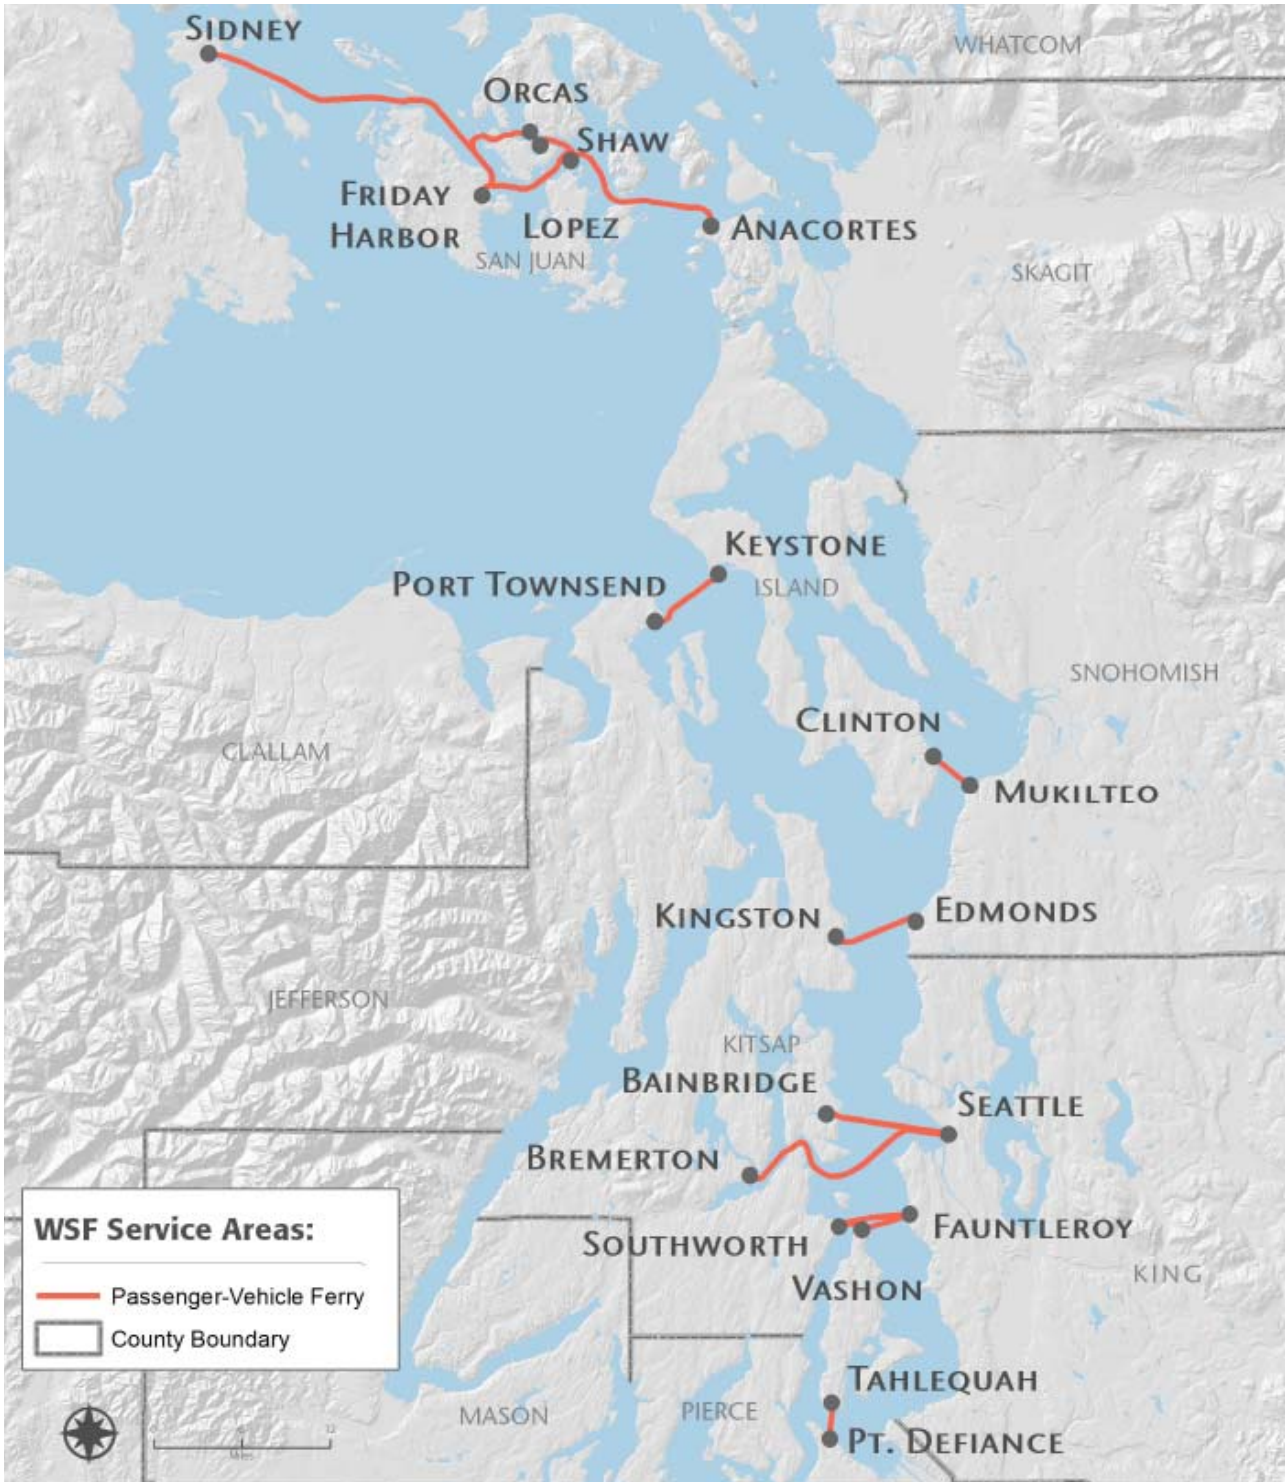 SIDNEY
WHATCOM
ORCAS
SHAW
FRIDAY
HARBOR
LOPEZ
ANACORTES
SAN JUAN
SKAGIT
KEYSTONE
PORT TOWNSEND
ISLAND
SNOHOMISH
CLINTON
CLALLAM
MUKILTEO
KINGSTON
EDMONDS
JEFFERSON
KITSAP
BAINBRIDGE
SEATTLE
BREMERTON
WSF Service Areas:
SOUTHWORTH
FAUNTLEROY
VASHON
KING
Passenger-Vehicle Ferry
County Boundary
TAHLEQUAH
MASON
PIERCE
PT. DEFIANCE
12
Miles